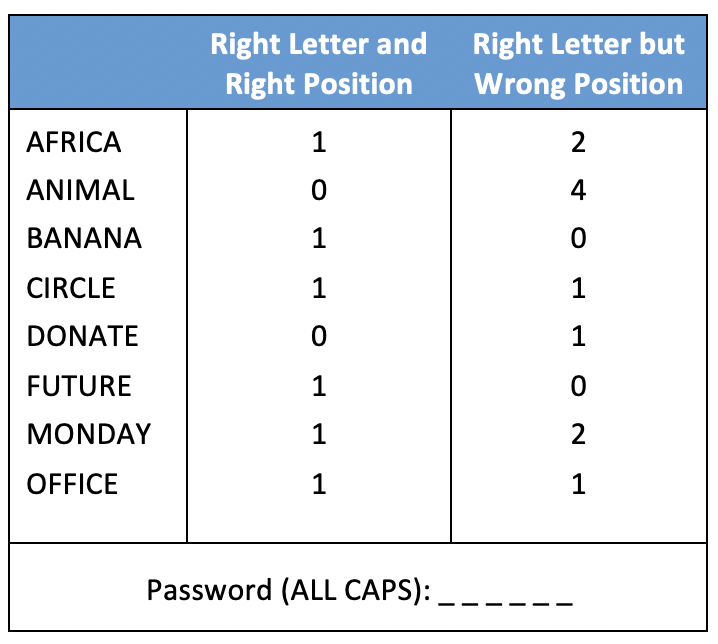 Right Letter and Right Letter but
Right Position Wrong Position
AFRICA 1 2
ANIMAL 0 4
BANANA 1 0
CIRCLE 1 1
DONATE 0 1
FUTURE 1 0
MONDAY 1 2
OFFICE 1 1
Password (ALL CAPS): _ _ _ _ _ _